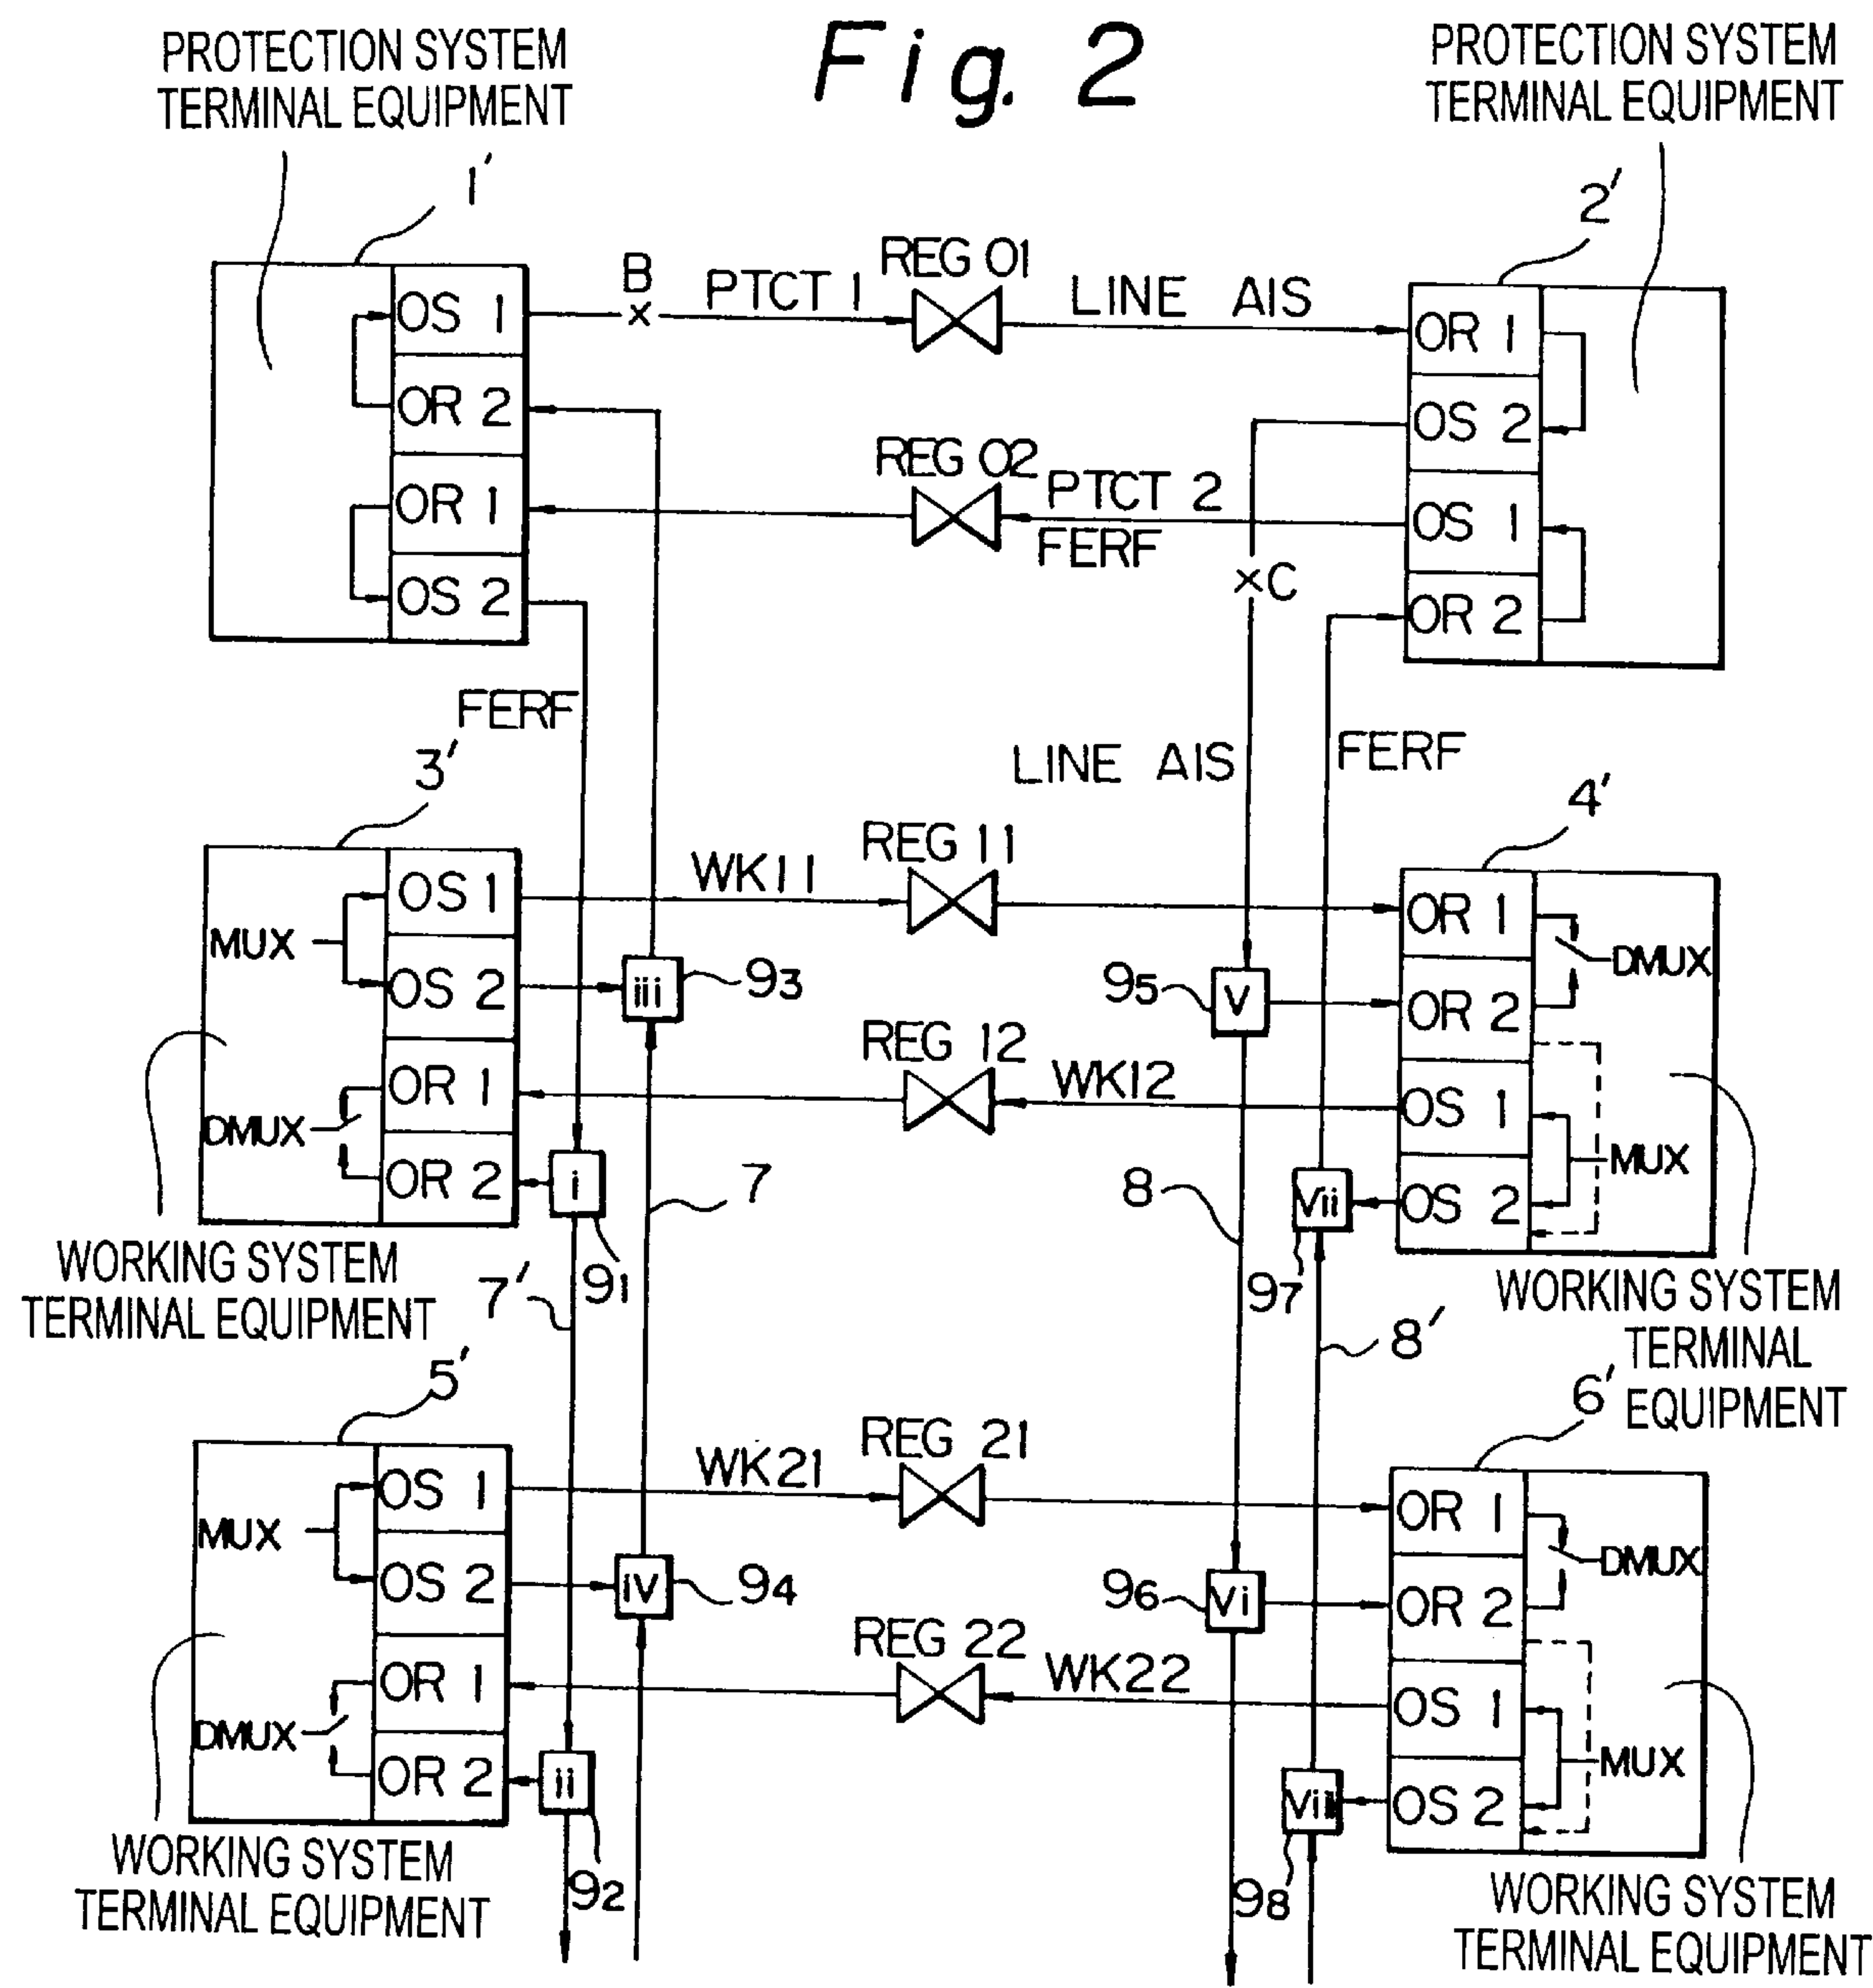 Fig. 2
PROTECTION SYSTEM
TERMINAL EQUIPMENT
PROTECTION SYSTEM
TERMINAL EQUIPMENT
1'
2'
OS 1
OR 2
OR 1
OS 2
B
x
PTCT 1
REG 01
LINE AIS
REG 02
PTCT 2
FERF
OR 1
OS 2
OS 1
OR 2
xC
FERF
LINE AIS
FERF
3'
4'
MUX
DMUX
OS 1
OS 2
OR 1
OR 2
WK11
REG 11
iii
93
95
V
REG 12
WK12
OR 1
OR 2
OS 1
OS 2
DMUX
MUX
i
91
7
8
Vii
97
WORKING SYSTEM
TERMINAL EQUIPMENT
7'
8'
WORKING SYSTEM
TERMINAL
EQUIPMENT
5'
6'
MUX
DMUX
OS 1
OS 2
OR 1
OR 2
WK21
REG 21
iV
94
96
Vi
REG 22
WK22
OR 1
OR 2
OS 1
OS 2
DMUX
MUX
ii
92
98
WORKING SYSTEM
TERMINAL EQUIPMENT
WORKING SYSTEM
TERMINAL EQUIPMENT